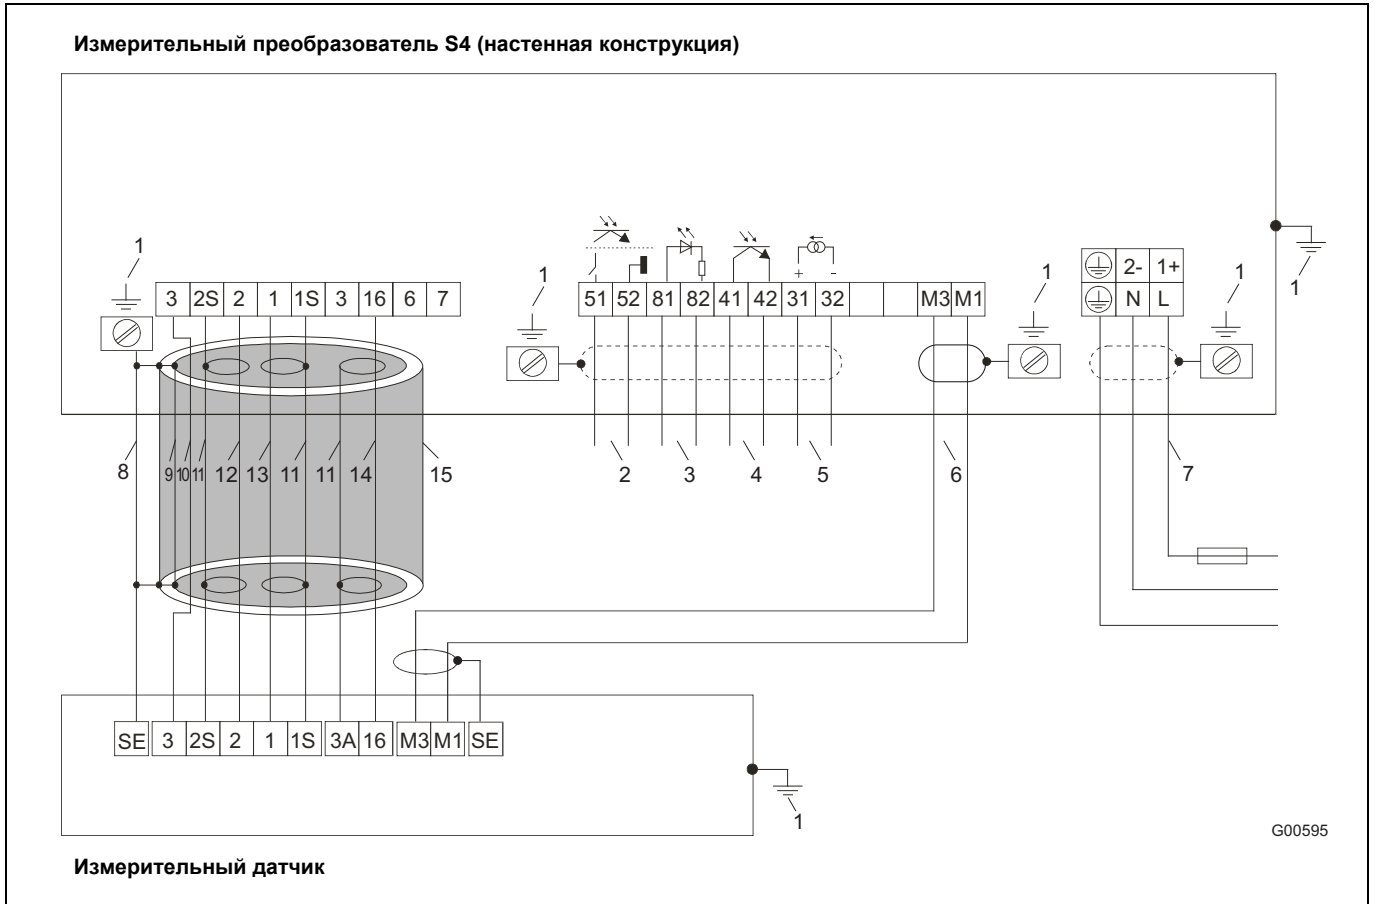 Измерительный преобразователь S4 (настенная конструкция)
1 1 1 1 1
2- 1+
3 2S 2 1 1S 3 16 6 7
+ -
51 52 81 82 41 42 31 32 M3 M1
N L
8 9 10 11 12 13 11 11 14 15 2 3 4 5 6 7
SE 3 2S 2 1 1S 3A 16 M3 M1 SE
1
G00595
Измерительный датчик